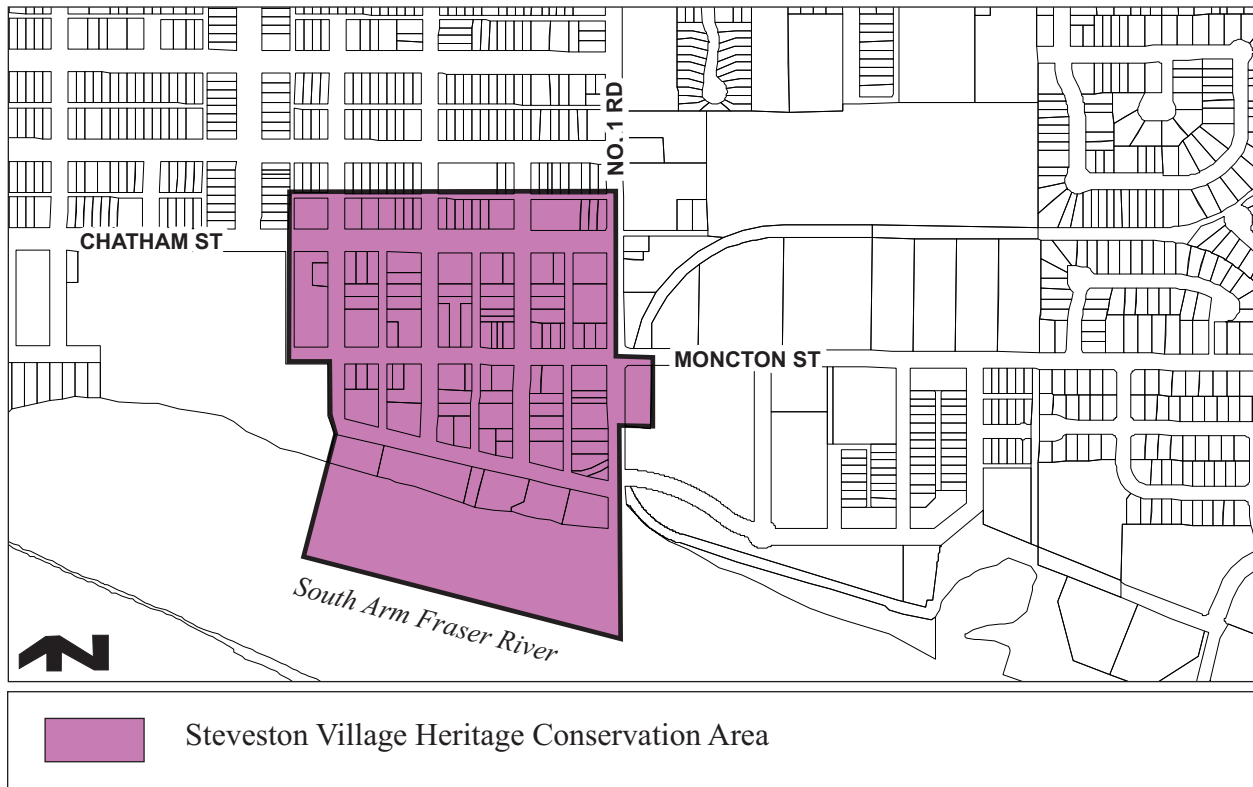 NO. 1 RD
CHATHAM ST
MONCTON ST
South Arm Fraser River
N
Steveston Village Heritage Conservation Area